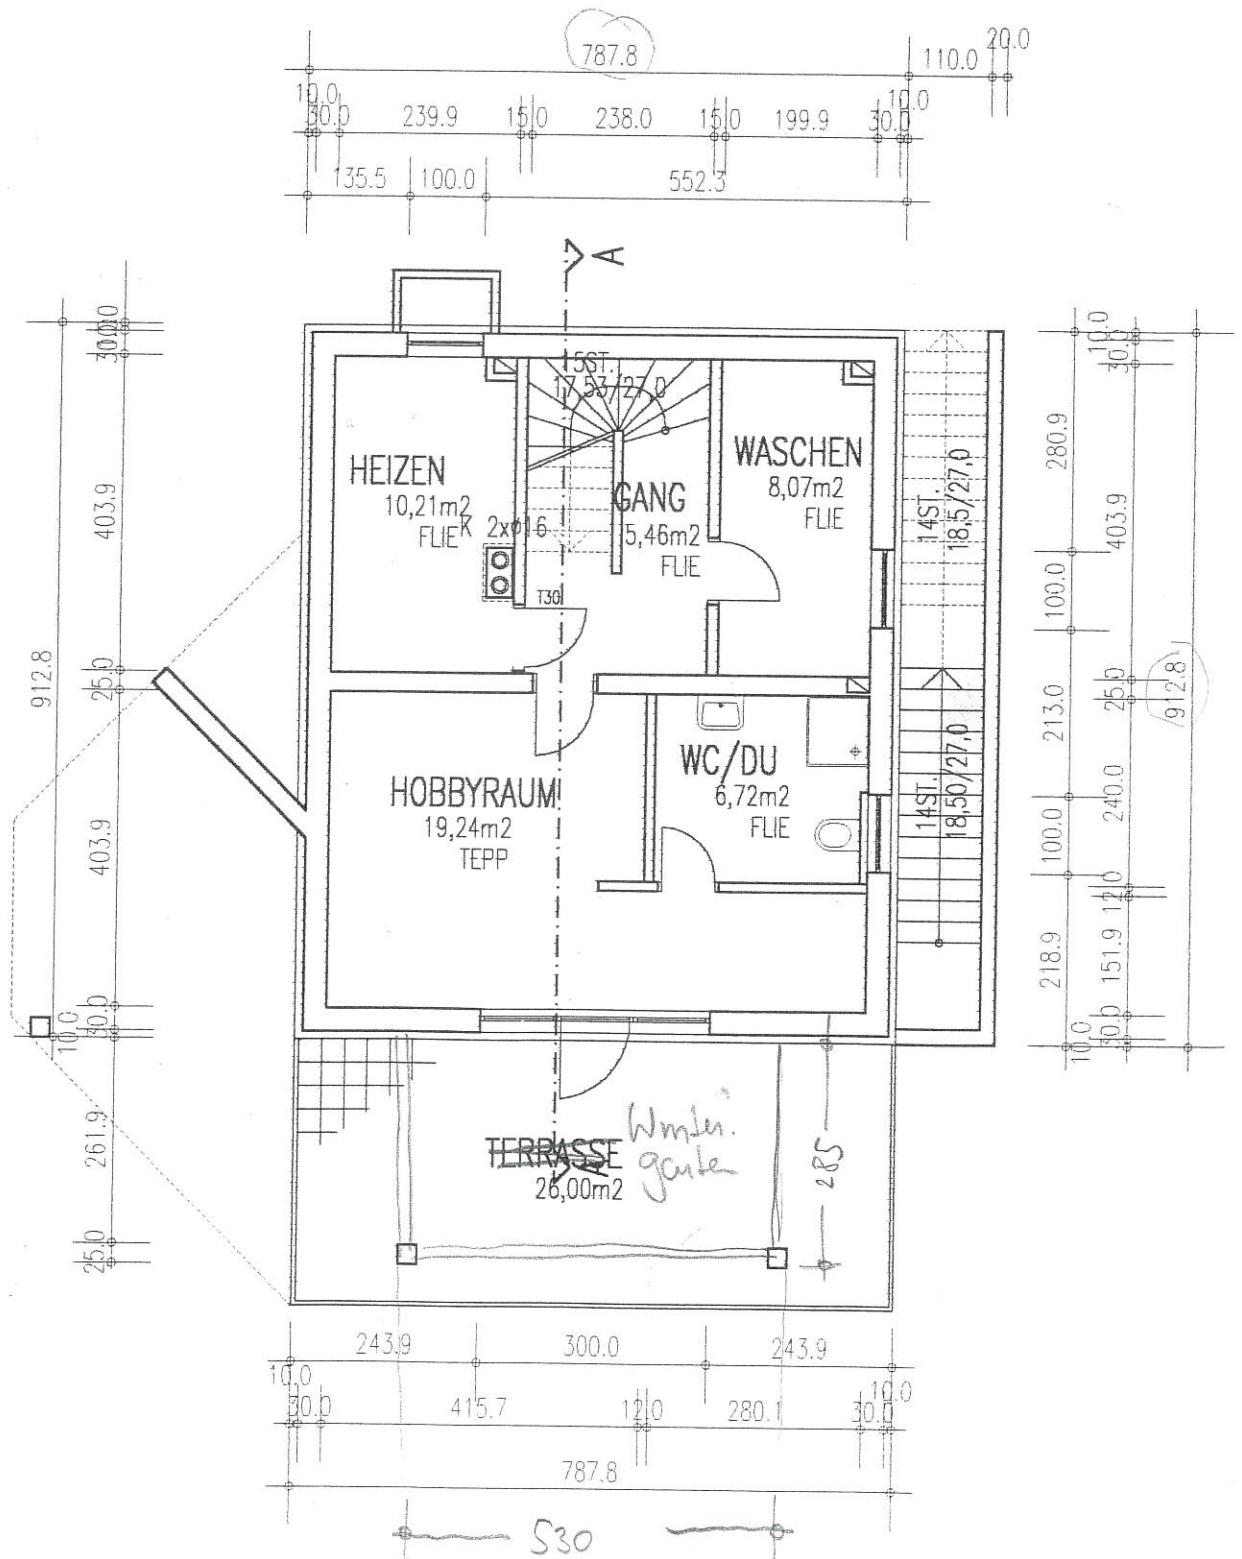 787.8
110.0
20.0
10.0
30.0
239.9
15.0
238.0
15.0
199.9
30.0
10.0
135.5
100.0
552.3
A
15ST.
17,53/27,0
HEIZEN
10,21m2
FLIE
K 2xø16
T30
GANG
5,46m2
FLIE
WASCHEN
8,07m2
FLIE
14ST.
18,5/27,0
14ST.
18,50/27,0
HOBBYRAUM
19,24m2
TEPP
WC/DU
6,72m2
FLIE
TERRASSE
26,00m2
A
Winter.
garten
285
10.0
30.0
403.9
25.0
403.9
30.0
10.0
261.9
25.0
912.8
280.9
100.0
213.0
100.0
218.9
10.0
30.0
403.9
25.0
240.0
12.0
151.9
30.0
10.0
912.8
243.9
300.0
243.9
10.0
30.0
415.7
12.0
280.1
30.0
10.0
787.8
530